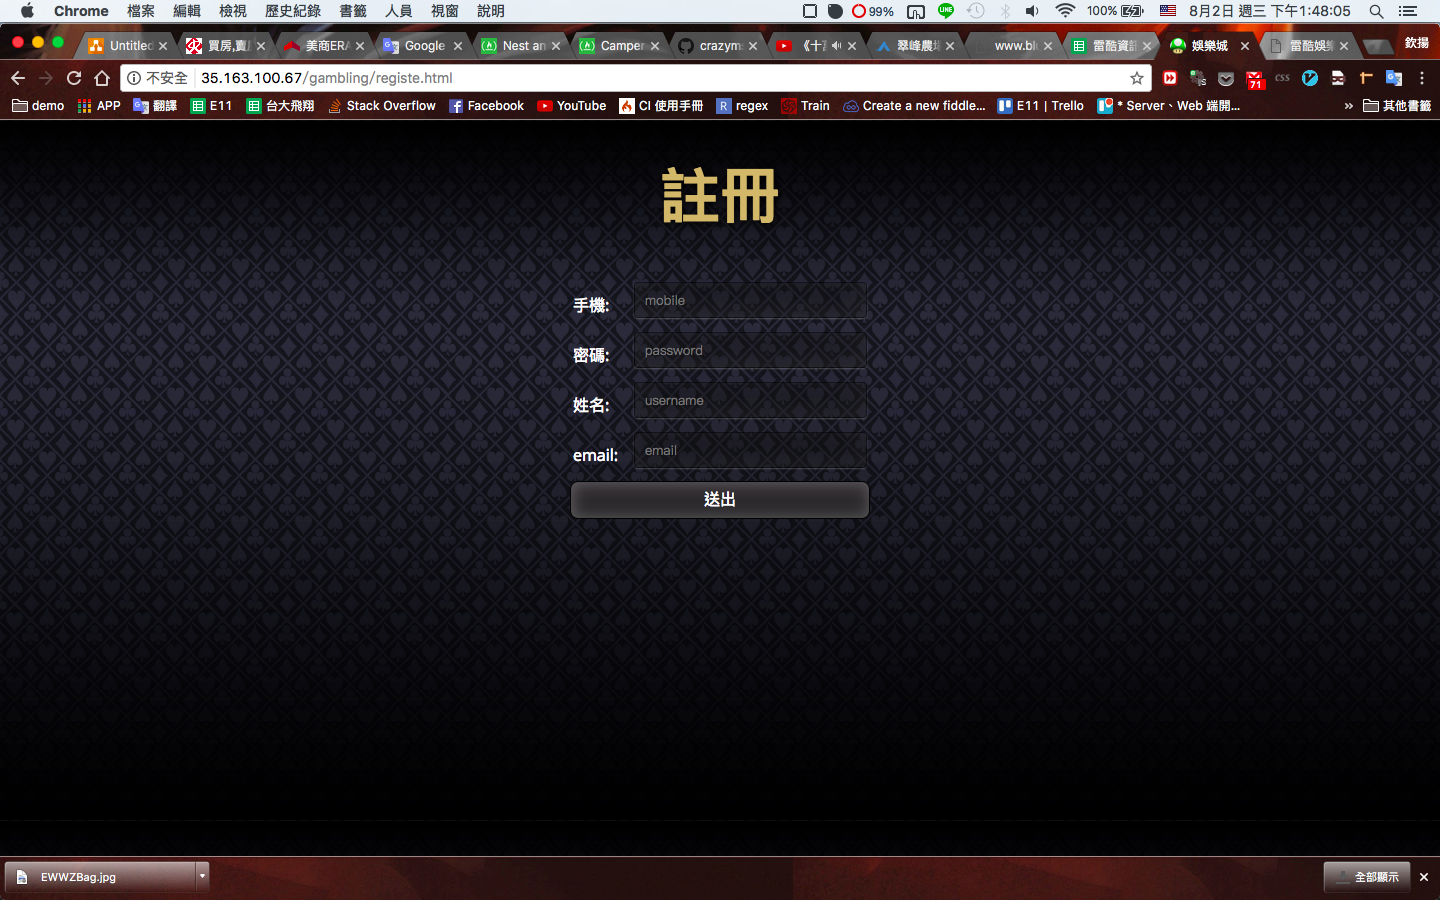 Chrome 檔案 編輯 檢視 歷史紀錄 書籤 人員 視窗 說明 99% LINE 100% 8月2日 週三 下午1:48:05
Untitled 買房,賣 美商ERA Google Nest an Camper crazym 《十 翠峰農場 www.bl 雷酷資訊 娛樂城 雷酷娛樂 欽揚
不安全 35.163.100.67/gambling/registe.html 71 CSS
demo APP 翻譯 E11 台大飛翔 Stack Overflow Facebook YouTube CI 使用手冊 R regex Train Create a new fiddle... E11 | Trello * Server、Web 端開... » 其他書籤
註冊
手機: mobile
密碼: password
姓名: username
email: email
送出
EWWZBag.jpg 全部顯示